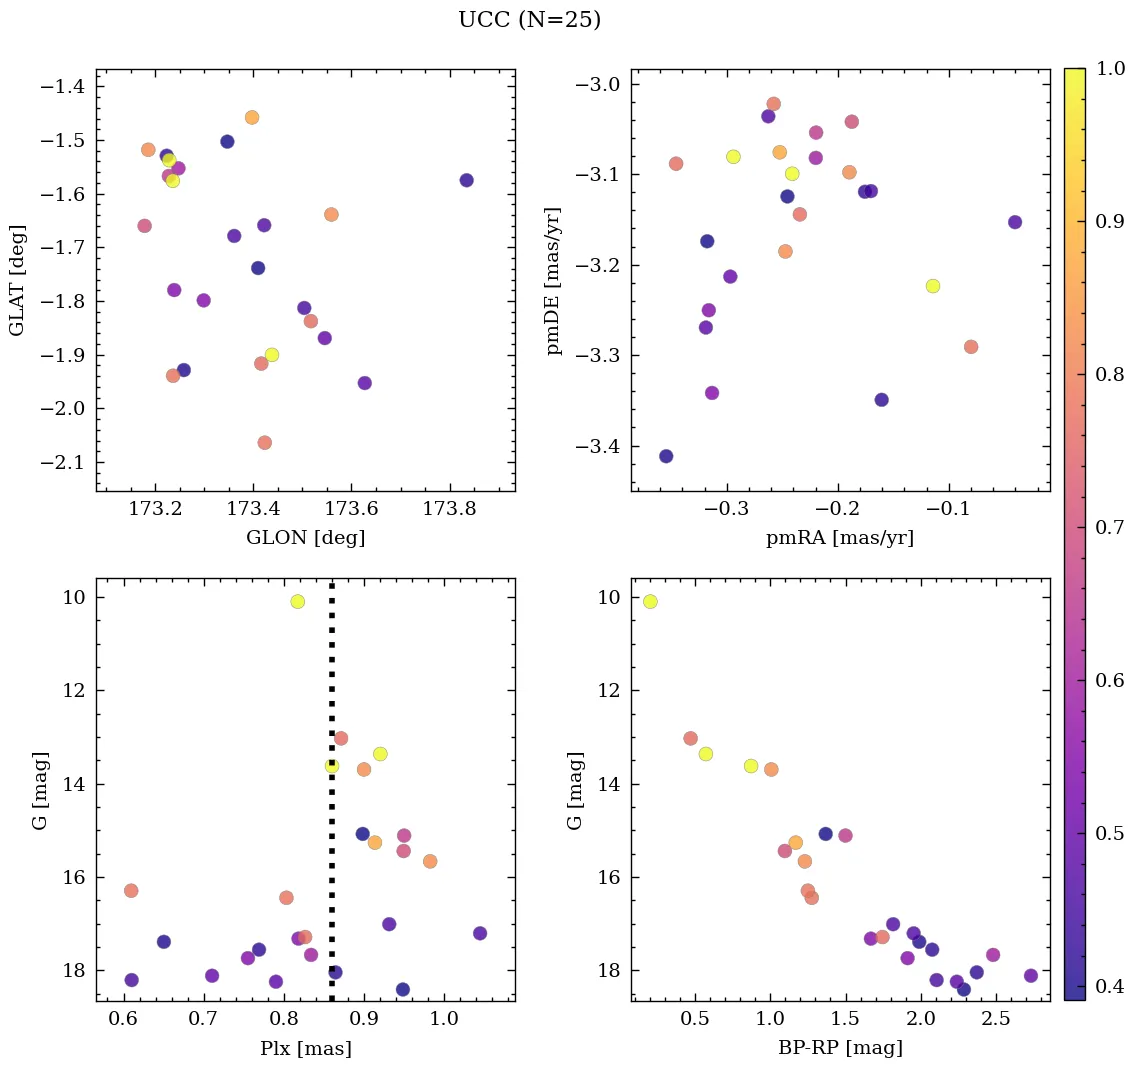 UCC (N=25)
−1.4
−1.5
−1.6
−1.7
−1.8
−1.9
−2.0
−2.1
GLAT [deg]
173.2 173.4 173.6 173.8
GLON [deg]
−3.0
−3.1
−3.2
−3.3
−3.4
pmDE [mas/yr]
−0.3 −0.2 −0.1
pmRA [mas/yr]
1.0
0.9
0.8
0.7
0.6
0.5
0.4
10
12
14
16
18
G [mag]
0.6 0.7 0.8 0.9 1.0
Plx [mas]
10
12
14
16
18
G [mag]
0.5 1.0 1.5 2.0 2.5
BP-RP [mag]